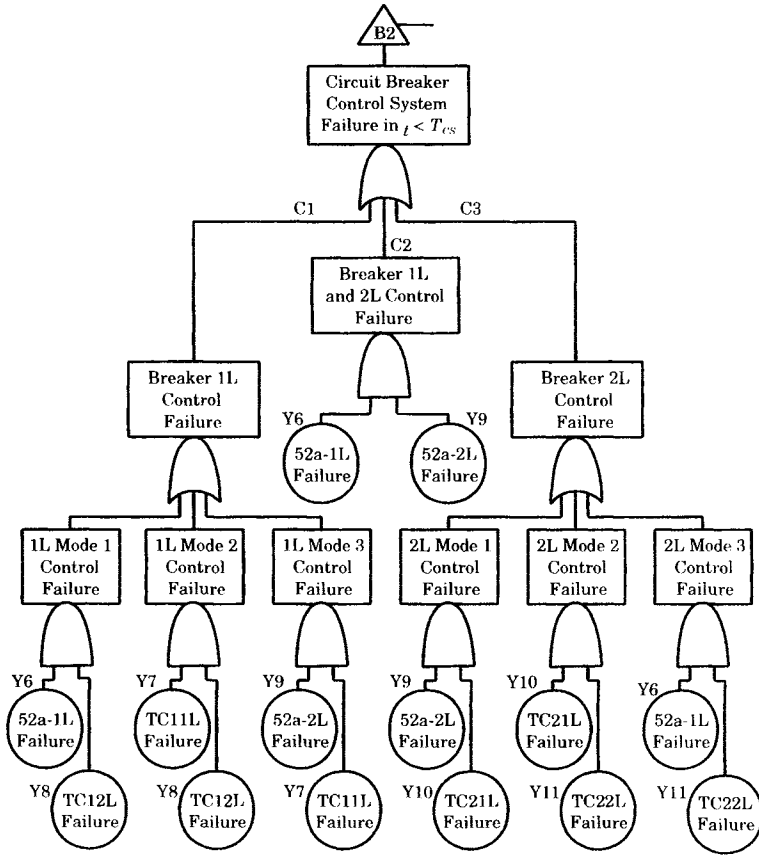 B2
Circuit Breaker
Control System
Failure in t < Tcs
C1
C3
C2
Breaker 1L
and 2L Control
Failure
Breaker 1L
Control
Failure
Breaker 2L
Control
Failure
Y6
Y9
52a-1L
Failure
52a-2L
Failure
1L Mode 1
Control
Failure
1L Mode 2
Control
Failure
1L Mode 3
Control
Failure
2L Mode 1
Control
Failure
2L Mode 2
Control
Failure
2L Mode 3
Control
Failure
Y6
Y7
Y9
Y9
Y10
Y6
52a-1L
Failure
TC11L
Failure
52a-2L
Failure
52a-2L
Failure
TC21L
Failure
52a-1L
Failure
Y8
Y8
Y7
Y10
Y11
Y11
TC12L
Failure
TC12L
Failure
TC11L
Failure
TC21L
Failure
TC22L
Failure
TC22L
Failure